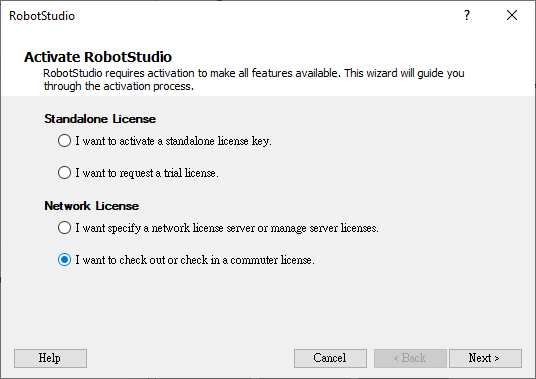 RobotStudio
?
Activate RobotStudio
RobotStudio requires activation to make all features available. This wizard will guide you
through the activation process.
Standalone License
I want to activate a standalone license key.
I want to request a trial license.
Network License
I want specify a network license server or manage server licenses.
I want to check out or check in a commuter license.
Help
Cancel
< Back
Next >